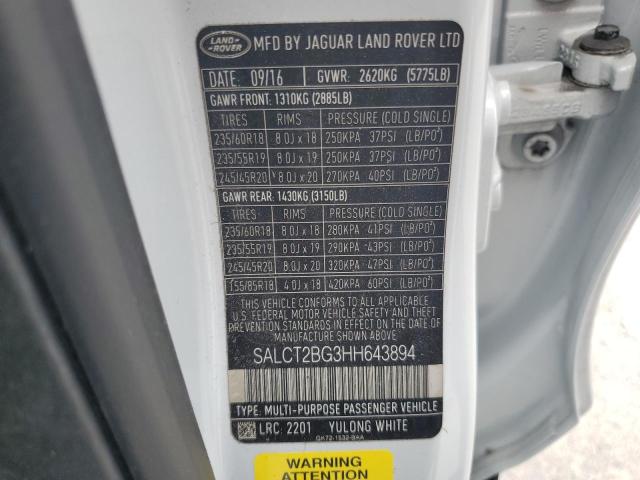 LAND-ROVER
MFD BY JAGUAR LAND ROVER LTD
DATE: 09/16 GVWR: 2620KG (5775LB)
GAWR FRONT: 1310KG (2885LB)
TIRES RIMS PRESSURE (COLD SINGLE)
235/60R18 8.0J x 18 250KPA 37PSI (LB/PO²)
235/55R19 8.0J x 19 250KPA 37PSI (LB/PO²)
245/45R20 8.0J x 20 270KPA 40PSI (LB/PO²)
GAWR REAR: 1430KG (3150LB)
TIRES RIMS PRESSURE (COLD SINGLE)
235/60R18 8.0J x 18 280KPA 41PSI (LB/PO²)
235/55R19 8.0J x 19 290KPA 43PSI (LB/PO²)
245/45R20 8.0J x 20 320KPA 47PSI (LB/PO²)
155/85R18 4.0J x 18 420KPA 60PSI (LB/PO²)
THIS VEHICLE CONFORMS TO ALL APPLICABLE
U.S. FEDERAL MOTOR VEHICLE SAFETY AND THEFT
PREVENTION STANDARDS IN EFFECT ON THE DATE OF
MANUFACTURE SHOWN ABOVE
SALCT2BG3HH643894
TYPE: MULTI-PURPOSE PASSENGER VEHICLE
LRC: 2201 YULONG WHITE
WARNING
ATTENTION